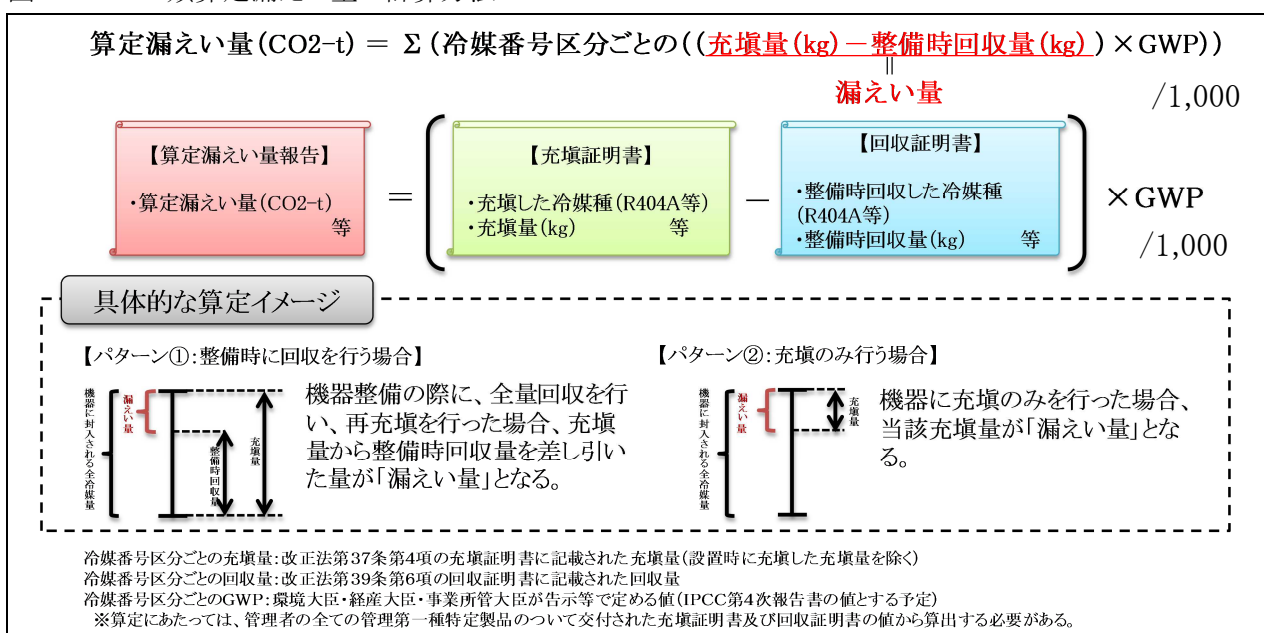 算定漏えい量(CO2-t) = Σ(冷媒番号区分ごとの((充塡量(kg)－整備時回収量(kg))×GWP))
＝
漏えい量
/1,000
【算定漏えい量報告】
・算定漏えい量(CO2-t)
等
＝
【充塡証明書】
・充塡した冷媒種(R404A等)
・充塡量(kg) 等
－
【回収証明書】
・整備時回収した冷媒種
(R404A等)
・整備時回収量(kg) 等
×GWP
/1,000
具体的な算定イメージ
【パターン①:整備時に回収を行う場合】
機器に封入される全冷媒量
漏えい量
整備時回収量
充塡量
機器整備の際に、全量回収を行
い、再充塡を行った場合、充塡
量から整備時回収量を差し引い
た量が「漏えい量」となる。
【パターン②:充塡のみ行う場合】
機器に封入される全冷媒量
漏えい量
充塡量
機器に充塡のみを行った場合、
当該充塡量が「漏えい量」とな
る。
冷媒番号区分ごとの充塡量:改正法第37条第4項の充塡証明書に記載された充塡量(設置時に充塡した充塡量を除く)
冷媒番号区分ごとの回収量:改正法第39条第6項の回収証明書に記載された回収量
冷媒番号区分ごとのGWP:環境大臣・経産大臣・事業所管大臣が告示等で定める値(IPCC第4次報告書の値とする予定)
※算定にあたっては、管理者の全ての管理第一種特定製品のついて交付された充塡証明書及び回収証明書の値から算出する必要がある。